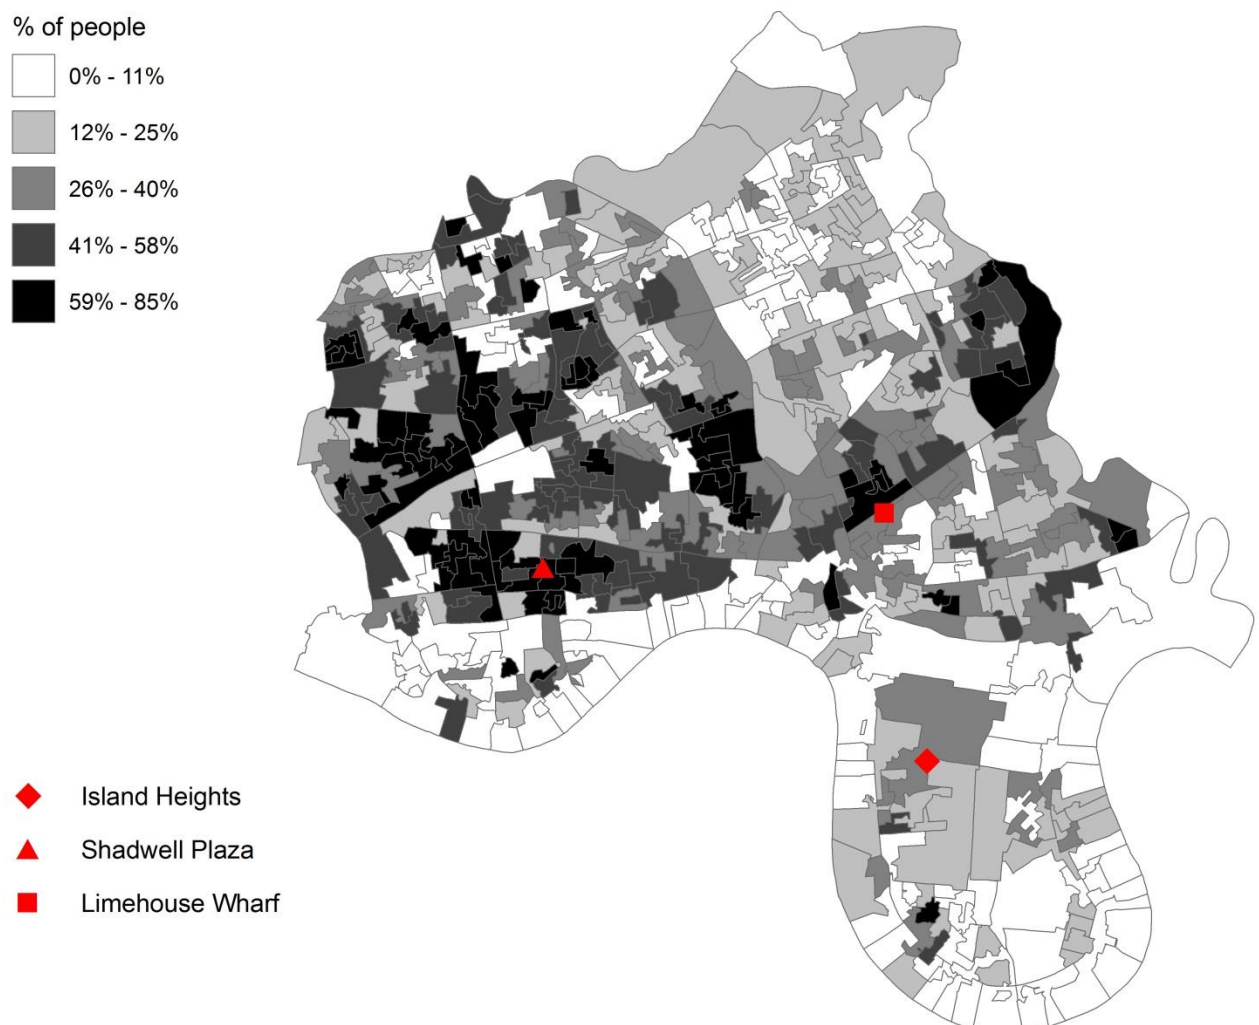 % of people
0% - 11%
12% - 25%
26% - 40%
41% - 58%
59% - 85%
Island Heights
Shadwell Plaza
Limehouse Wharf